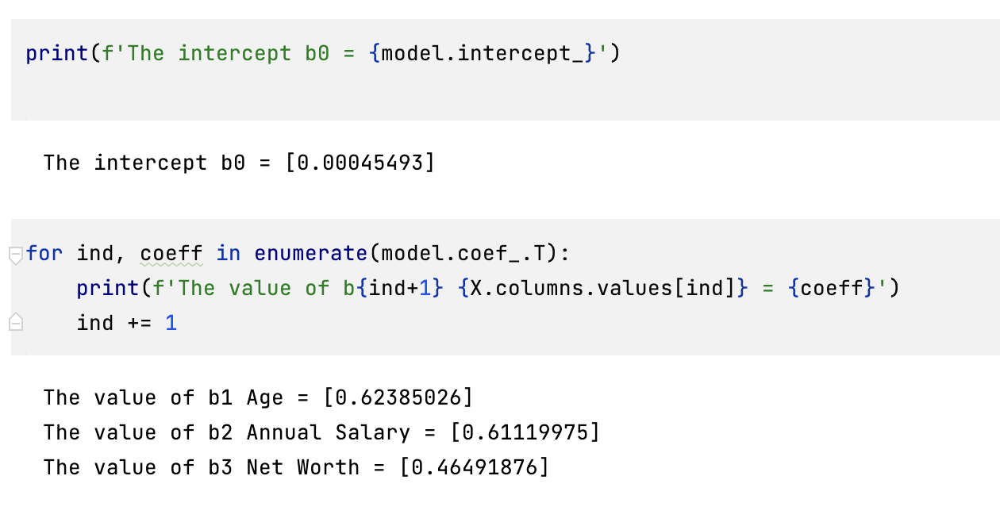 print(f'The intercept b0 = {model.intercept_}')
The intercept b0 = [0.00045493]
for ind, coeff in enumerate(model.coef_.T):
    print(f'The value of b{ind+1} {X.columns.values[ind]} = {coeff}')
    ind += 1
The value of b1 Age = [0.62385026]
The value of b2 Annual Salary = [0.61119975]
The value of b3 Net Worth = [0.46491876]